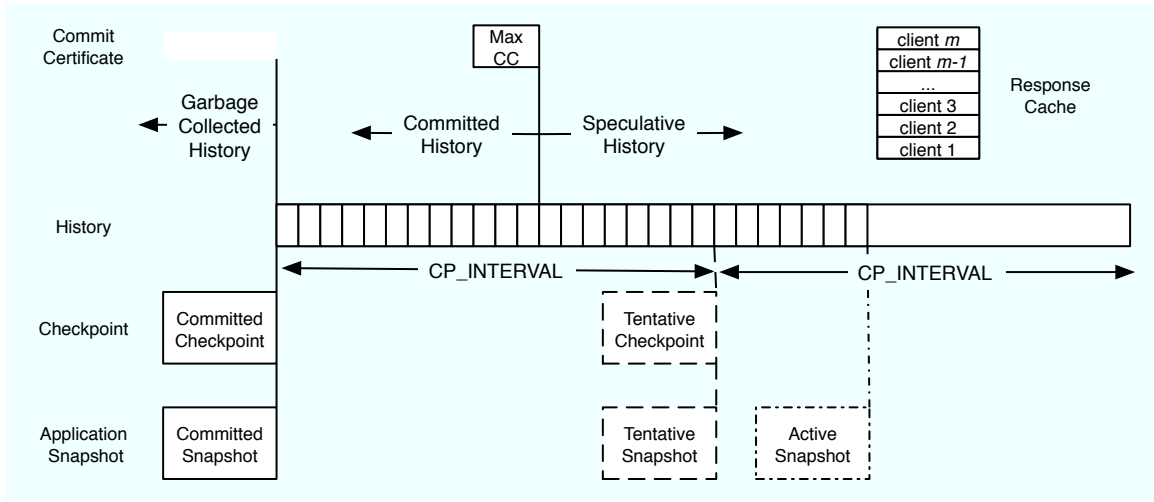 Commit
Certificate
Max
CC
client m
client m-1
...
client 3
client 2
client 1
Response
Cache
Garbage
Collected
History
Committed
History
Speculative
History
History
CP_INTERVAL
CP_INTERVAL
Checkpoint
Committed
Checkpoint
Tentative
Checkpoint
Application
Snapshot
Committed
Snapshot
Tentative
Snapshot
Active
Snapshot